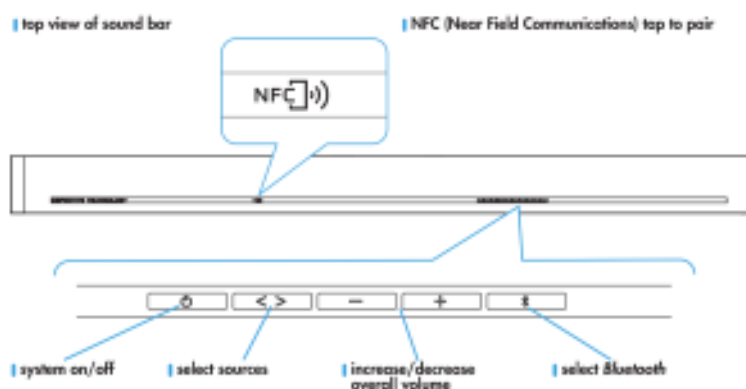 top view of sound bar
NFC (Near Field Communications) tap to pair
NFC
< >
− +
system on/off
select sources
increase/decrease
overall volume
select Bluetooth